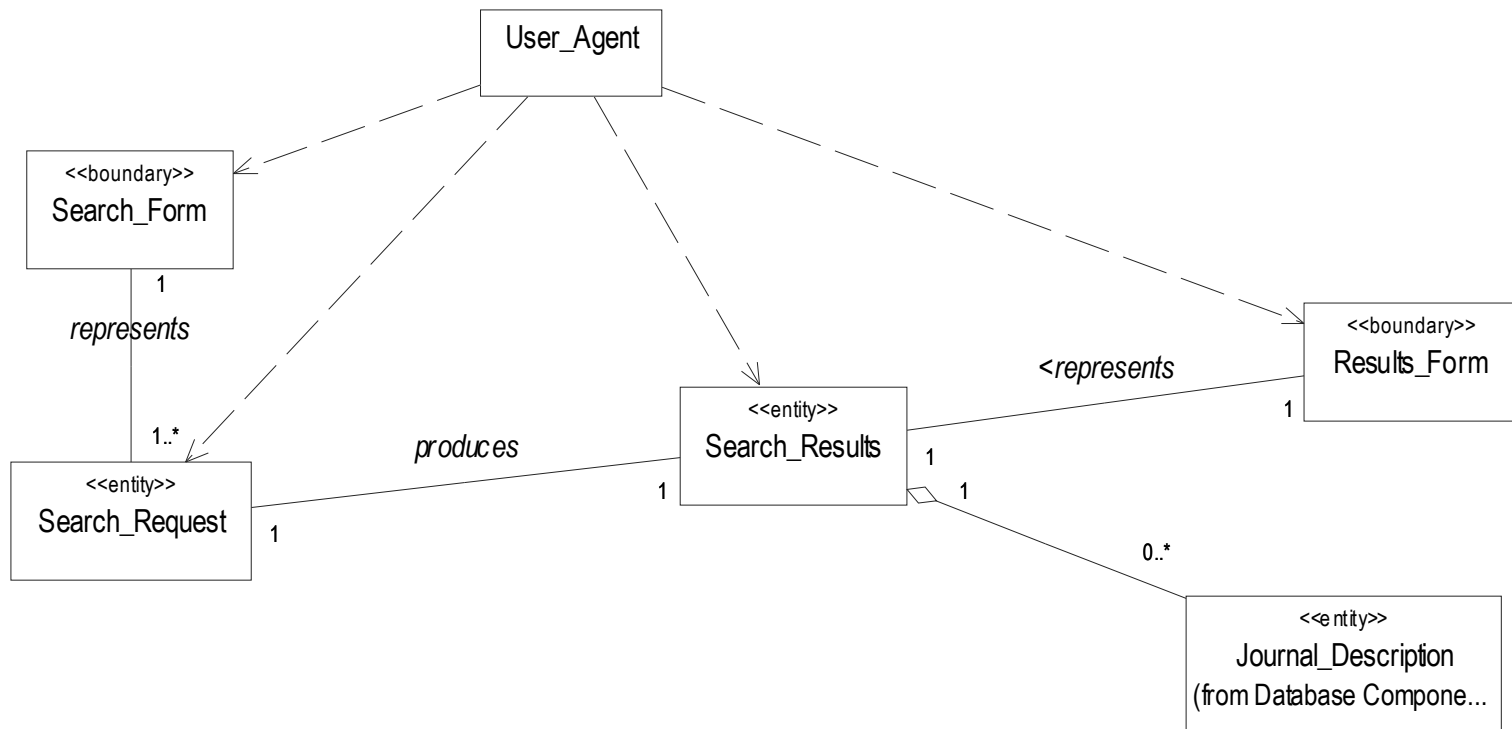 User_Agent
<<boundary>>
Search_Form
1
represents
<<boundary>>
Results_Form
<represents
1
<<entity>>
Search_Results
1
1
1..*
produces
1
<<entity>>
Search_Request
1
0..*
<<entity>>
Journal_Description
(from Database Compone...